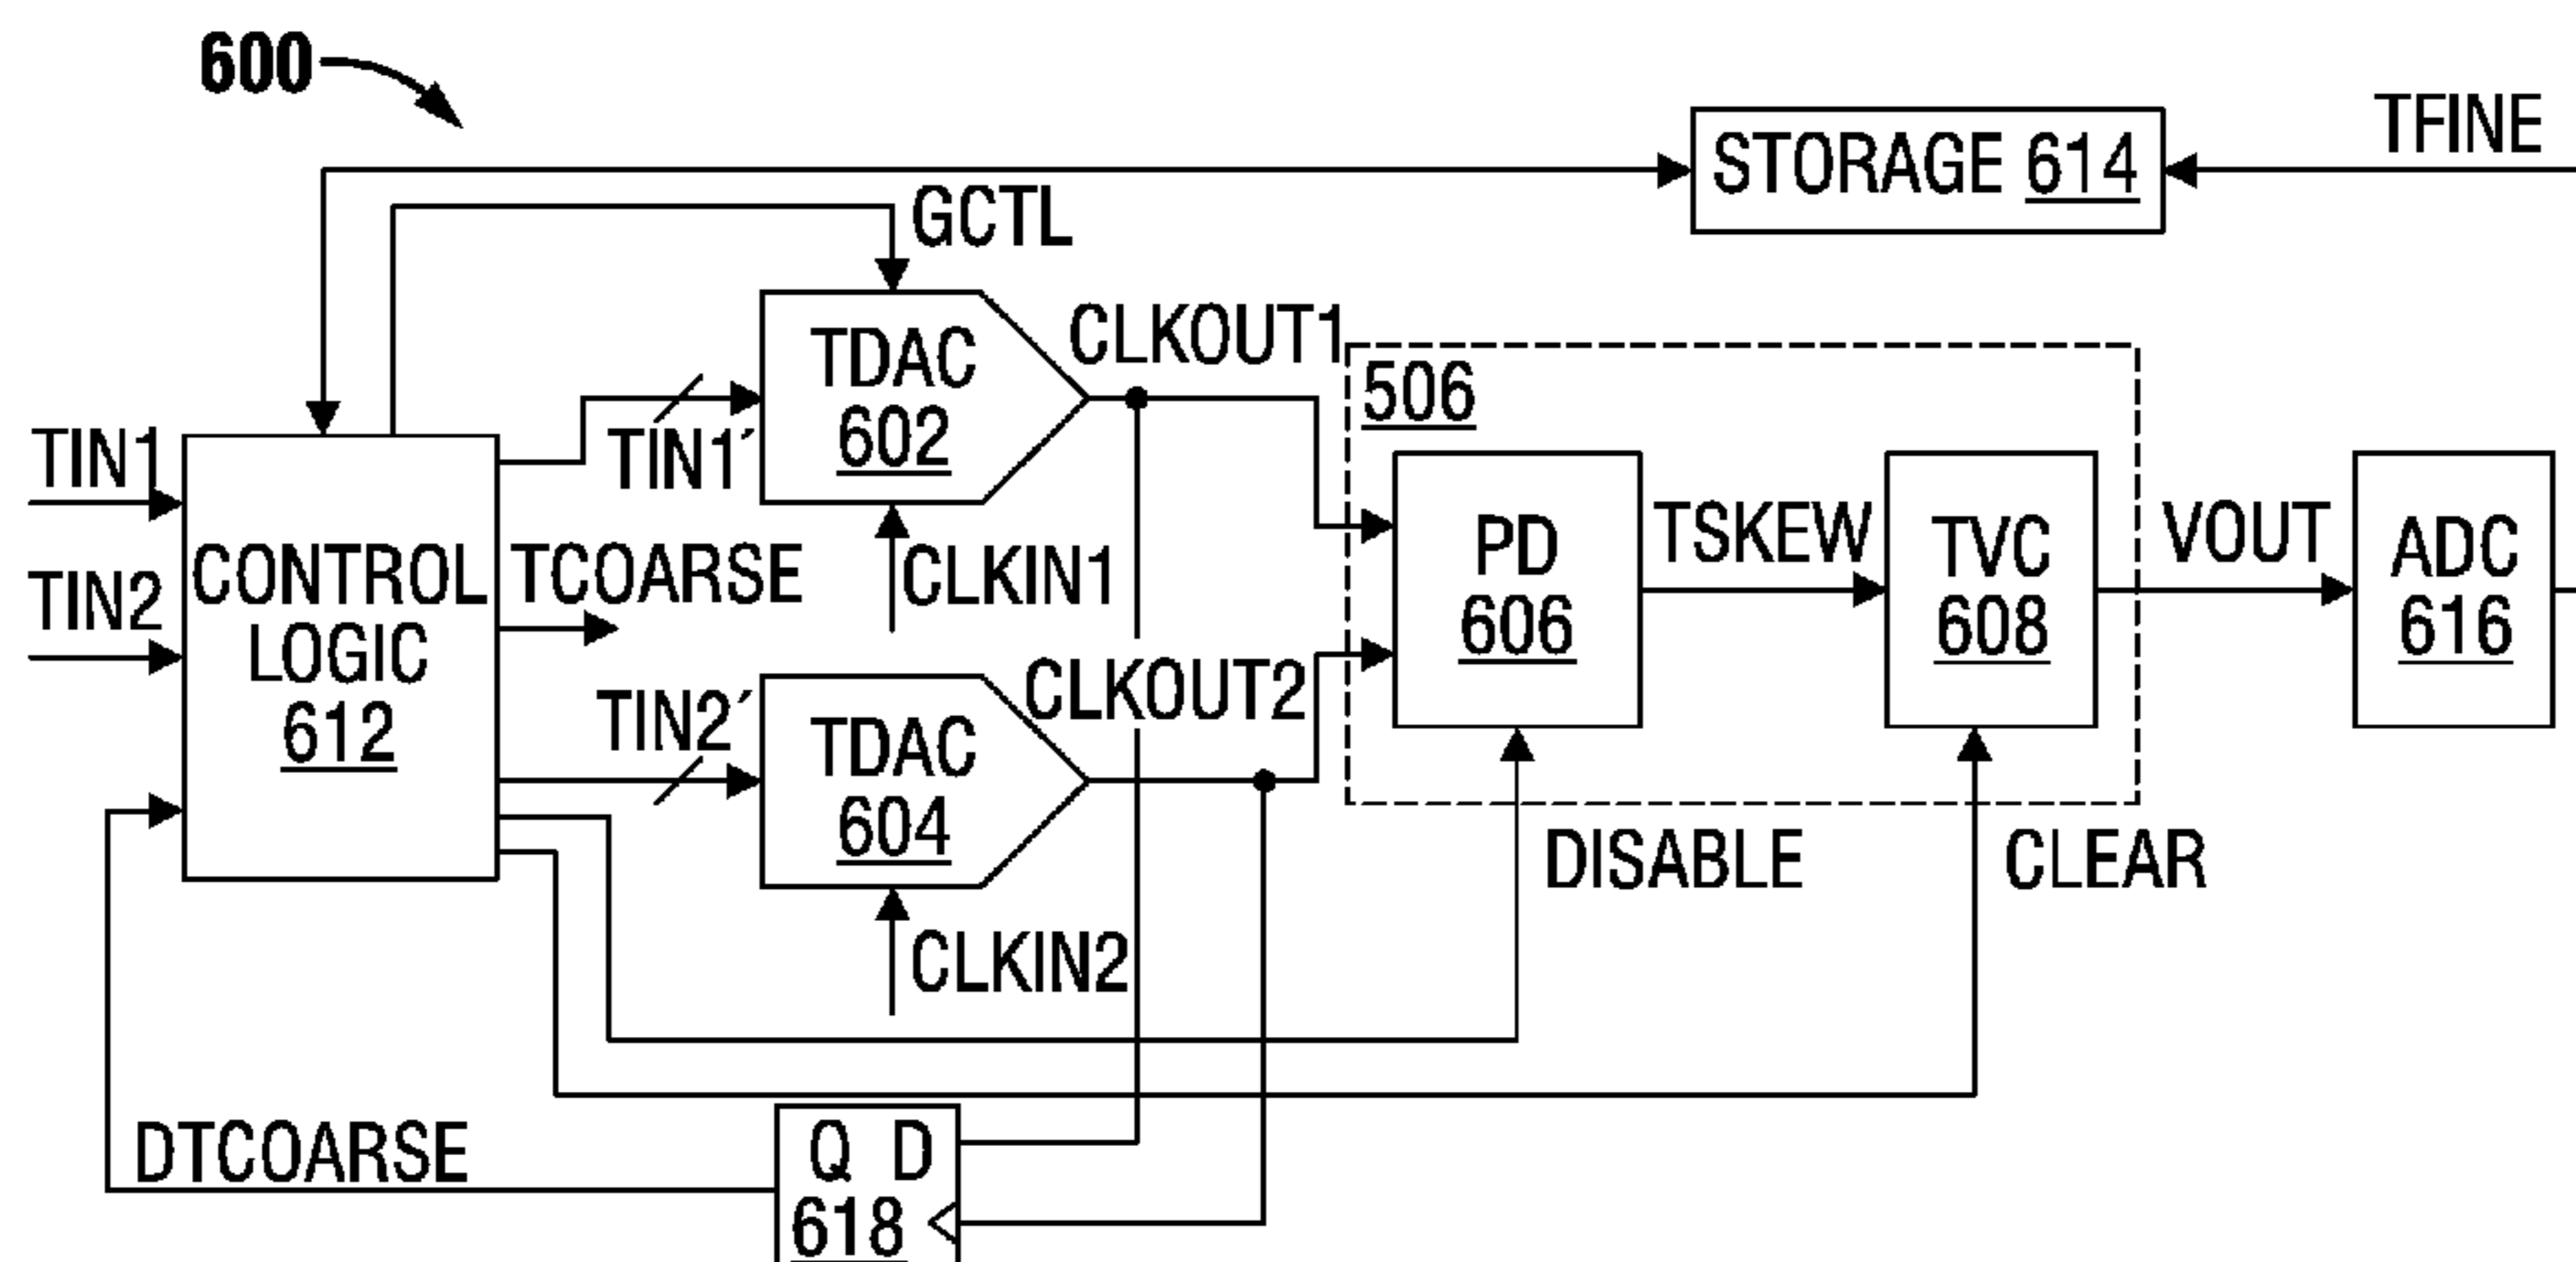 600
STORAGE 614
TFINE
GCTL
TDAC
602
CLKOUT1
506
TIN1
TIN1′
CLKIN1
TIN2
CONTROL
LOGIC
612
TCOARSE
PD
606
TSKEW
TVC
608
VOUT
ADC
616
TIN2′
TDAC
604
CLKOUT2
DISABLE
CLEAR
CLKIN2
DTCOARSE
Q D
618